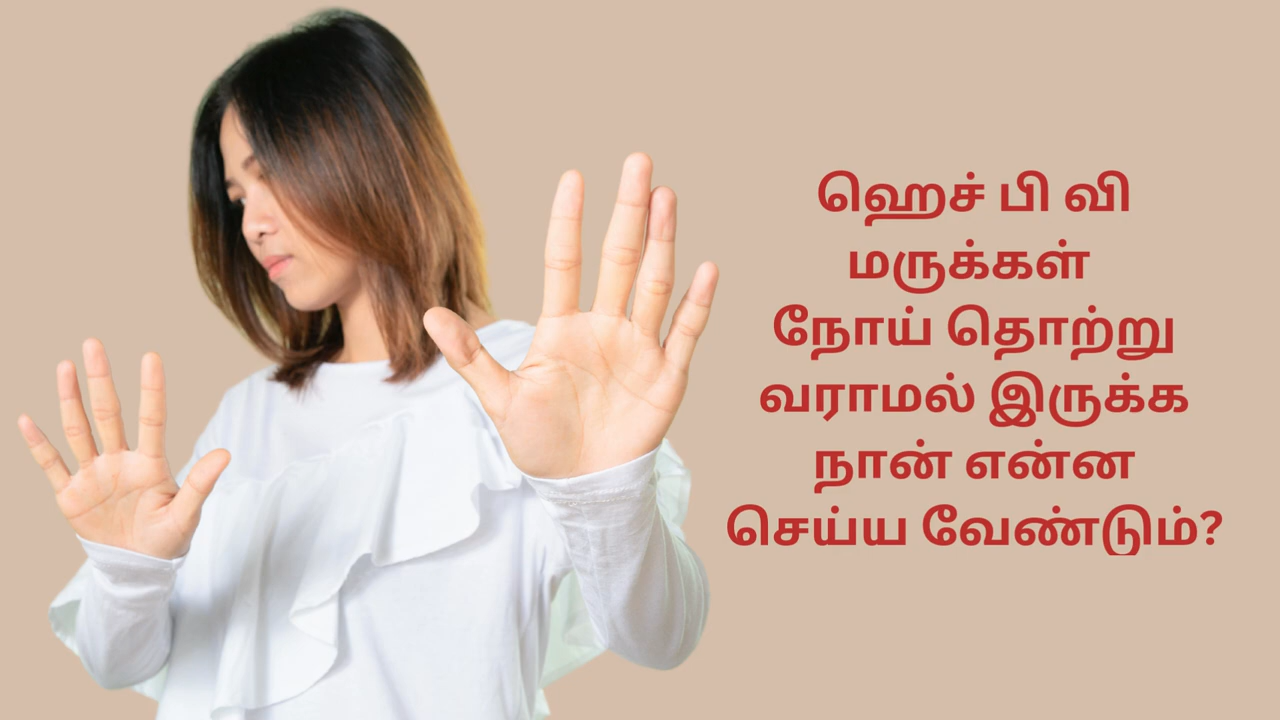 ஹெச் பி வி
மருக்கள்
நோய் தொற்று
வராமல் இருக்க
நான் என்ன
செய்ய வேண்டும்?